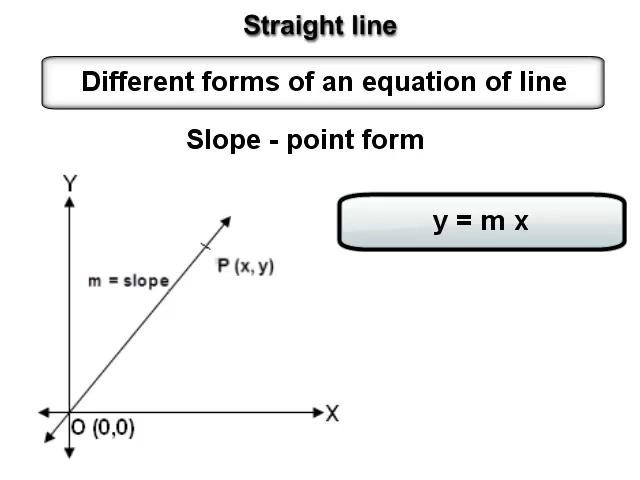 Straight line
Different forms of an equation of line
Slope - point form
Y
y = m x
P (x, y)
m = slope
X
O (0,0)